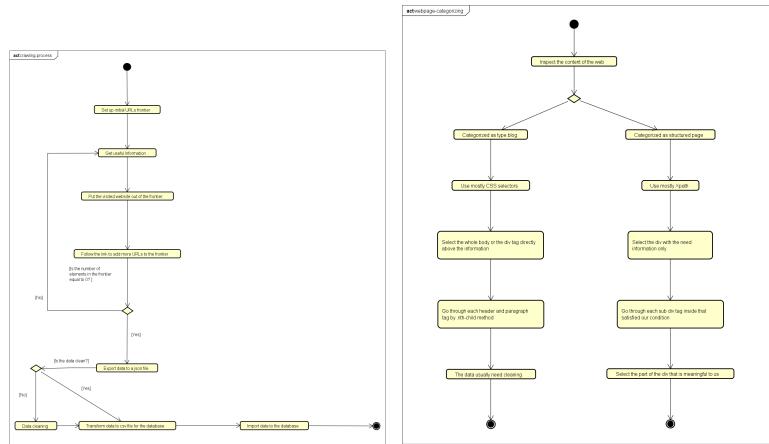 act crawling process
Set up initial URLs frontier
Get useful information
Put the visited website out of the frontier
Follow the link to add more URLs to the frontier
[Is the number of
elements in the frontier
equal to 0? ]
[No]
[Yes]
[Is the data clean?]
Export data to a json file
[No]
[Yes]
Data cleaning
Transform data to csv file for the database
Import data to the database
act webpage-categorizing
Inspect the content of the web
Categorized as type blog
Categorized as structured page
Use mostly CSS selectors
Use mostly Xpath
Select the whole body or the div tag directly
above the information
Select the div with the need
information only
Go through each header and paragraph
tag by .nth-child method
Go through each sub div tag inside that
satisfied our condition
The data usually need cleaning
Select the part of the div that is meaningful to us